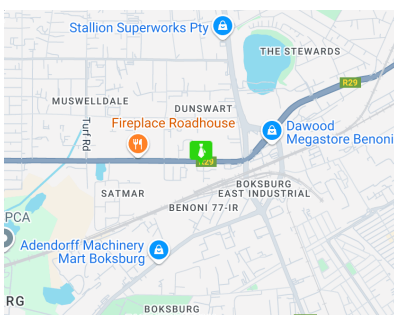 Stallion Superworks Pty
THE STEWARDS
R29
MUSWELLDALE
DUNSWART
Fireplace Roadhouse
Turf Rd
Dawood
Megastore Benoni
R29
SATMAR
BOKSBURG
EAST INDUSTRIAL
BENONI 77-IR
PCA
Adendorff Machinery
Mart Boksburg
RG
BOKSBURG